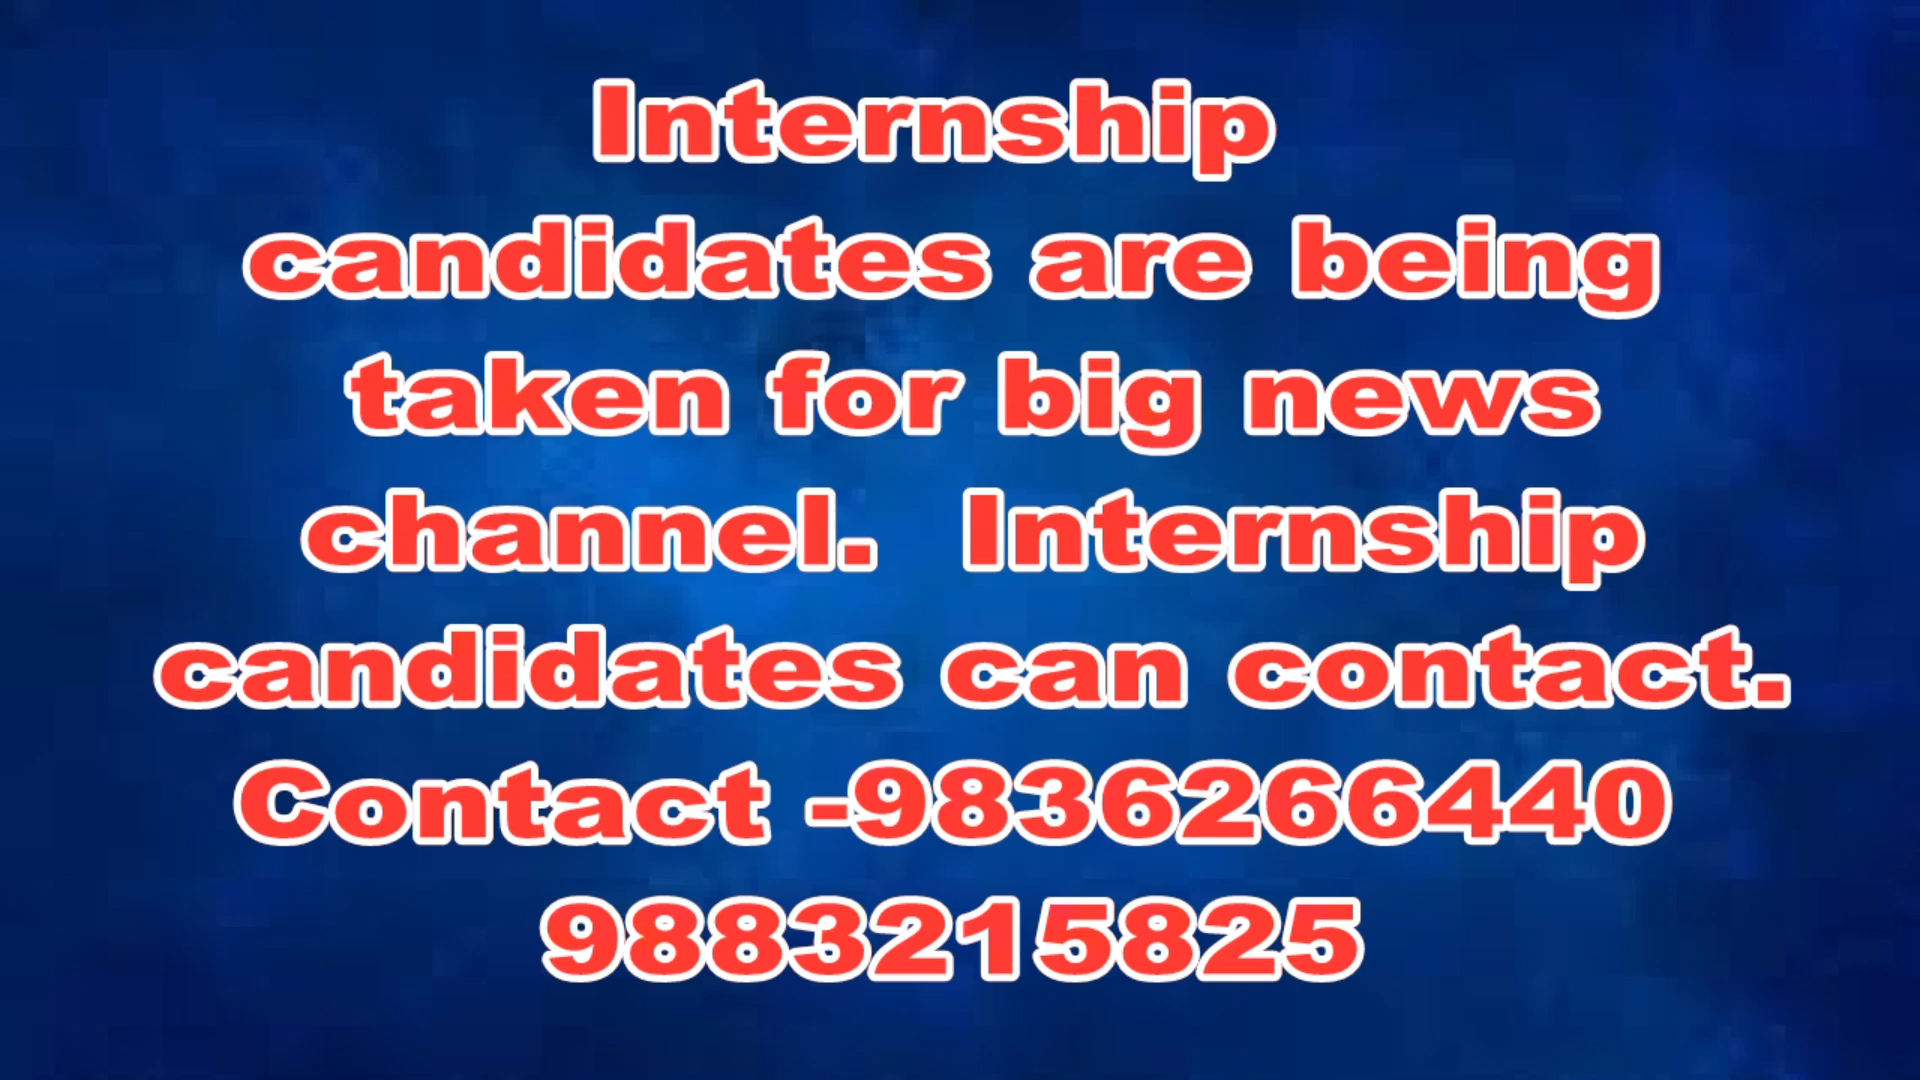 Internship
candidates are being
taken for big news
channel. Internship
candidates can contact.
Contact -9836266440
9883215825